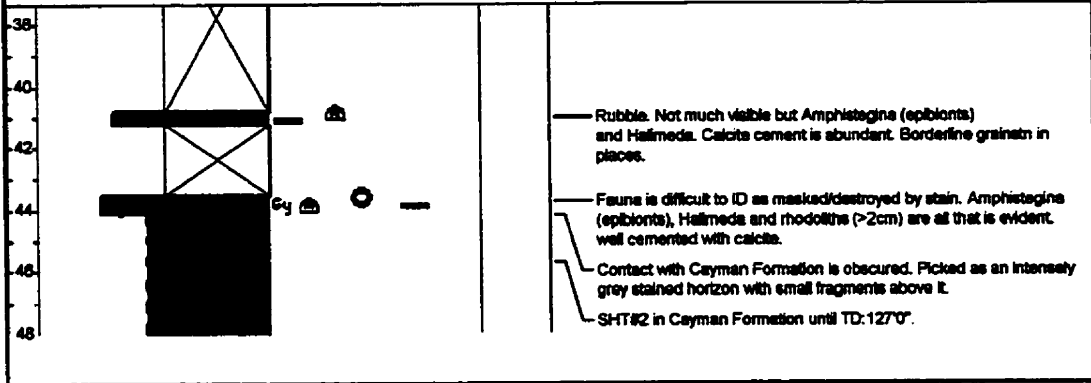 38
40
Rubble. Not much visible but Amphistegina (epibionts)
and Halimeda. Calcite cement is abundant. Borderline grainstn in
places.
42
Fauna is difficult to ID as masked/destroyed by stain. Amphistegina
(epibionts), Halimeda and rhodoliths (>2cm) are all that is evident.
well cemented with calcite.
Gy
44
Contact with Cayman Formation is obscured. Picked as an intensely
grey stained horizon with small fragments above it.
46
SHT#2 in Cayman Formation until TD:127'0".
48